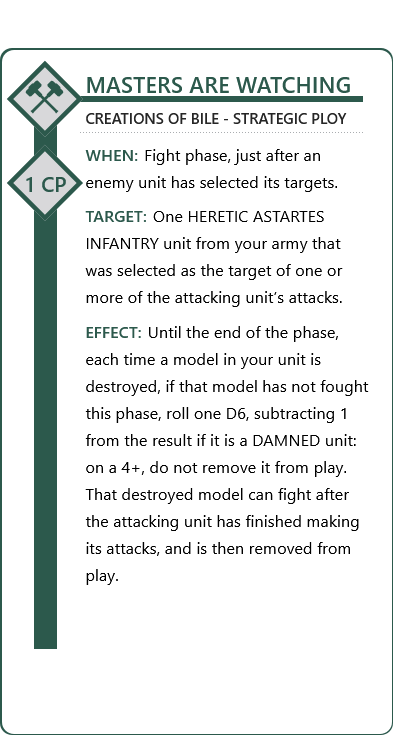 MASTERS ARE WATCHING
CREATIONS OF BILE - STRATEGIC PLOY
1 CP
WHEN: Fight phase, just after an
enemy unit has selected its targets.
TARGET: One HERETIC ASTARTES
INFANTRY unit from your army that
was selected as the target of one or
more of the attacking unit’s attacks.
EFFECT: Until the end of the phase,
each time a model in your unit is
destroyed, if that model has not fought
this phase, roll one D6, subtracting 1
from the result if it is a DAMNED unit:
on a 4+, do not remove it from play.
That destroyed model can fight after
the attacking unit has finished making
its attacks, and is then removed from
play.